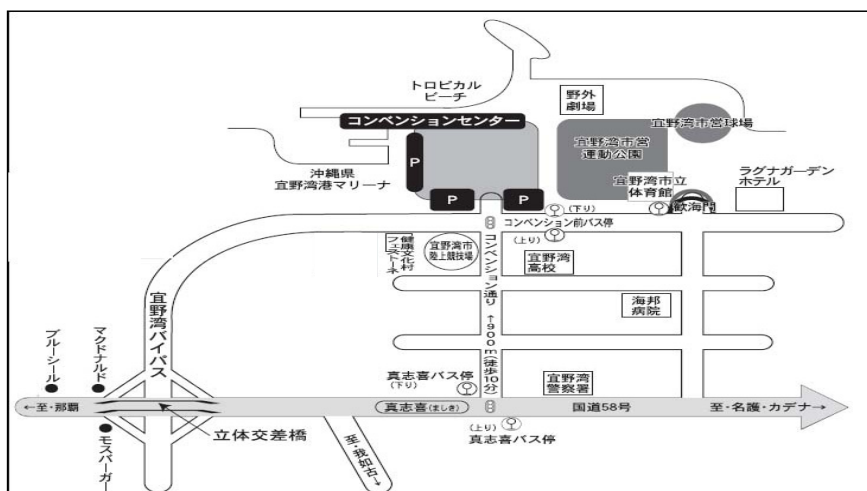 トロピカル
ビーチ
野外
劇場
コンベンションセンター
宜野湾市営球場
宜野湾市営
運動公園
P
沖縄県
宜野湾港マリーナ
宜野湾市立
体育館
ラグナガーデン
ホテル
P
P
歓海門
(下り)
コンベンション前バス停
(上り)
健康文化村
フェストーネ
宜野湾市
陸上競技場
コンベンション通り ↑900m(徒歩10分)
宜野湾
高校
宜野湾バイパス
海邦
病院
ブルーシール
マクドナルド
真志喜バス停
(下り)
宜野湾
警察署
←至・那覇
真志喜(ましき)
国道58号
至・名護・カデナ→
立体交差橋
モスバーガー
至・我如古→
(上り)
真志喜バス停